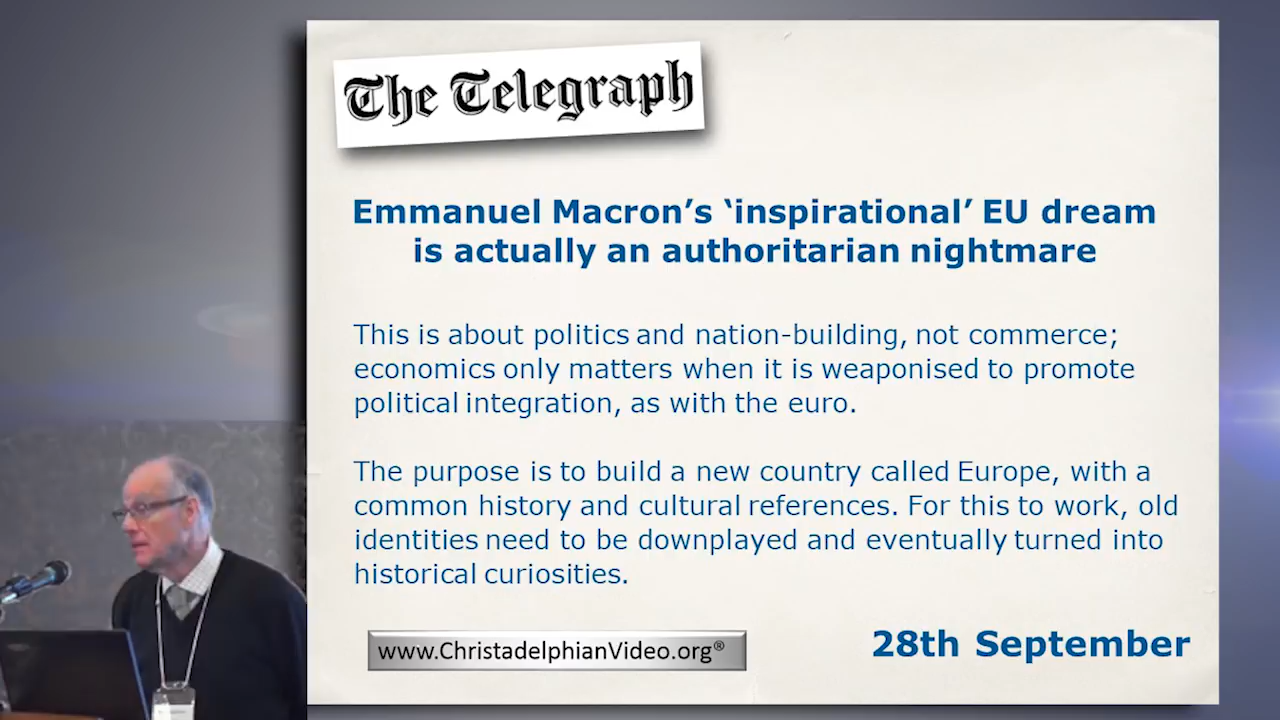 The Telegraph
Emmanuel Macron’s ‘inspirational’ EU dream
is actually an authoritarian nightmare
This is about politics and nation-building, not commerce;
economics only matters when it is weaponised to promote
political integration, as with the euro.
The purpose is to build a new country called Europe, with a
common history and cultural references. For this to work, old
identities need to be downplayed and eventually turned into
historical curiosities.
www.ChristadelphianVideo.org®
28th September